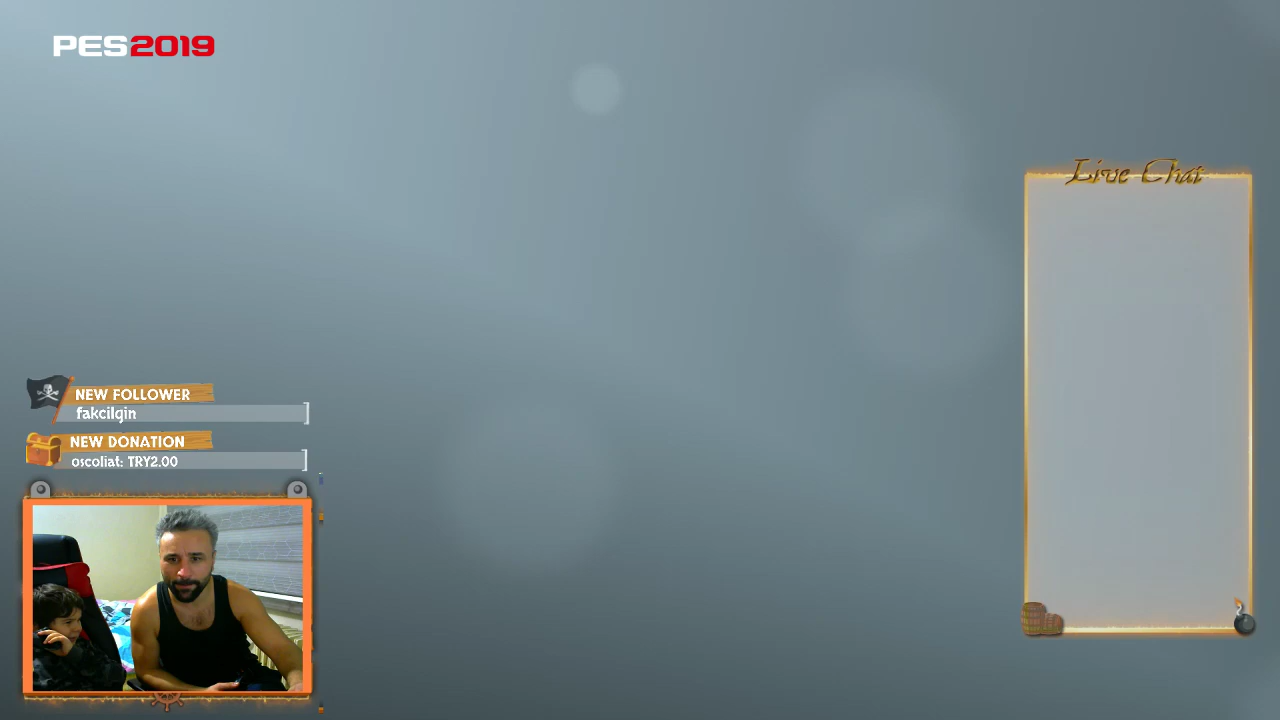 PES2019
Live Chat
NEW FOLLOWER
fakcilgin
NEW DONATION
oscoliat: TRY2.00